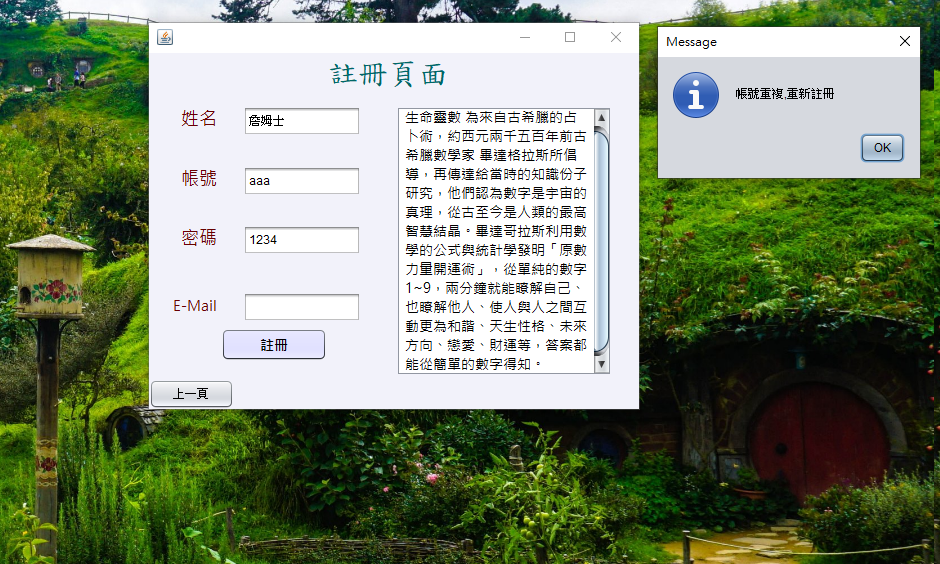 註冊頁面
姓名
詹姆士
帳號
aaa
密碼
1234
E-Mail
註冊
上一頁
生命靈數 為來自古希臘的占
卜術，約西元兩千五百年前古
希臘數學家 畢達格拉斯所倡
導，再傳達給當時的知識份子
研究，他們認為數字是宇宙的
真理，從古至今是人類的最高
智慧結晶。畢達哥拉斯利用數
學的公式與統計學發明「原數
力量開運術」，從單純的數字
1~9，兩分鐘就能瞭解自己、
也瞭解他人、使人與人之間互
動更為和諧、天生性格、未來
方向、戀愛、財運等，答案都
能從簡單的數字得知。
Message
帳號重複,重新註冊
OK